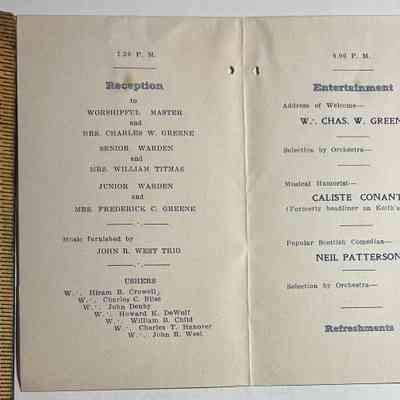 7.30 P. M.
Reception
to
WORSHIPFUL MASTER
and
MRS. CHARLES W. GREENE
SENIOR WARDEN
and
MRS. WILLIAM TITMAS
JUNIOR WARDEN
and
MRS. FREDERICK C. GREENE
Music furnished by
JOHN R. WEST TRIO
USHERS
W.·. Hiram B. Crowell
W.·. Charles C. Bliss
W.·. John Denby
W.·. Howard K. DeWolf
W.·. William B. Child
W.·. Charles T. Hanover
W.·. John R. West
8.00 P. M.
Entertainment
Address of Welcome—
W.·. CHAS. W. GREEN
Selection by Orchestra—
Musical Humorist—
CALISTE CONANT
(Formerly headliner on Keith's
Popular Scottish Comedian—
NEIL PATTERSON
Selection by Orchestra—
Refreshments